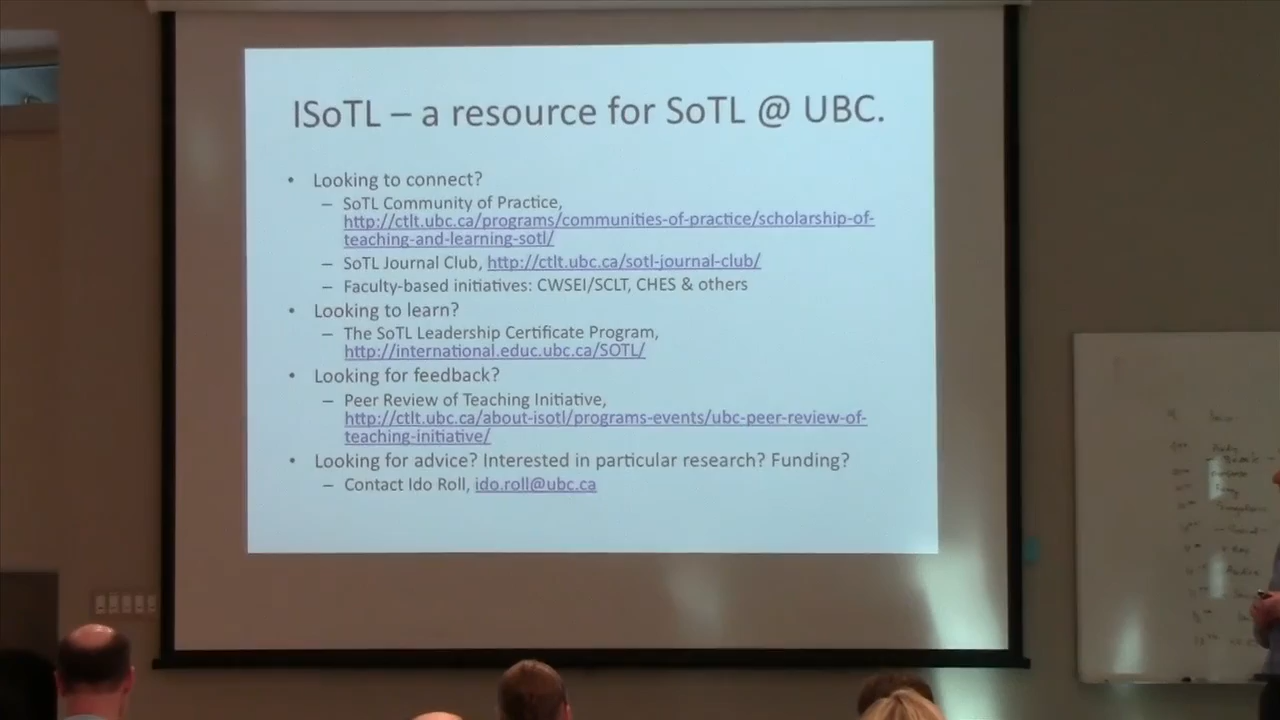 ISoTL – a resource for SoTL @ UBC.
• Looking to connect?
– SoTL Community of Practice,
http://ctlt.ubc.ca/programs/communities-of-practice/scholarship-of-
teaching-and-learning-sotl/
– SoTL Journal Club, http://ctlt.ubc.ca/sotl-journal-club/
– Faculty-based initiatives: CWSEI/SCLT, CHES & others
• Looking to learn?
– The SoTL Leadership Certificate Program,
http://international.educ.ubc.ca/SOTL/
• Looking for feedback?
– Peer Review of Teaching Initiative,
http://ctlt.ubc.ca/about-isotl/programs-events/ubc-peer-review-of-
teaching-initiative/
• Looking for advice? Interested in particular research? Funding?
– Contact Ido Roll, ido.roll@ubc.ca